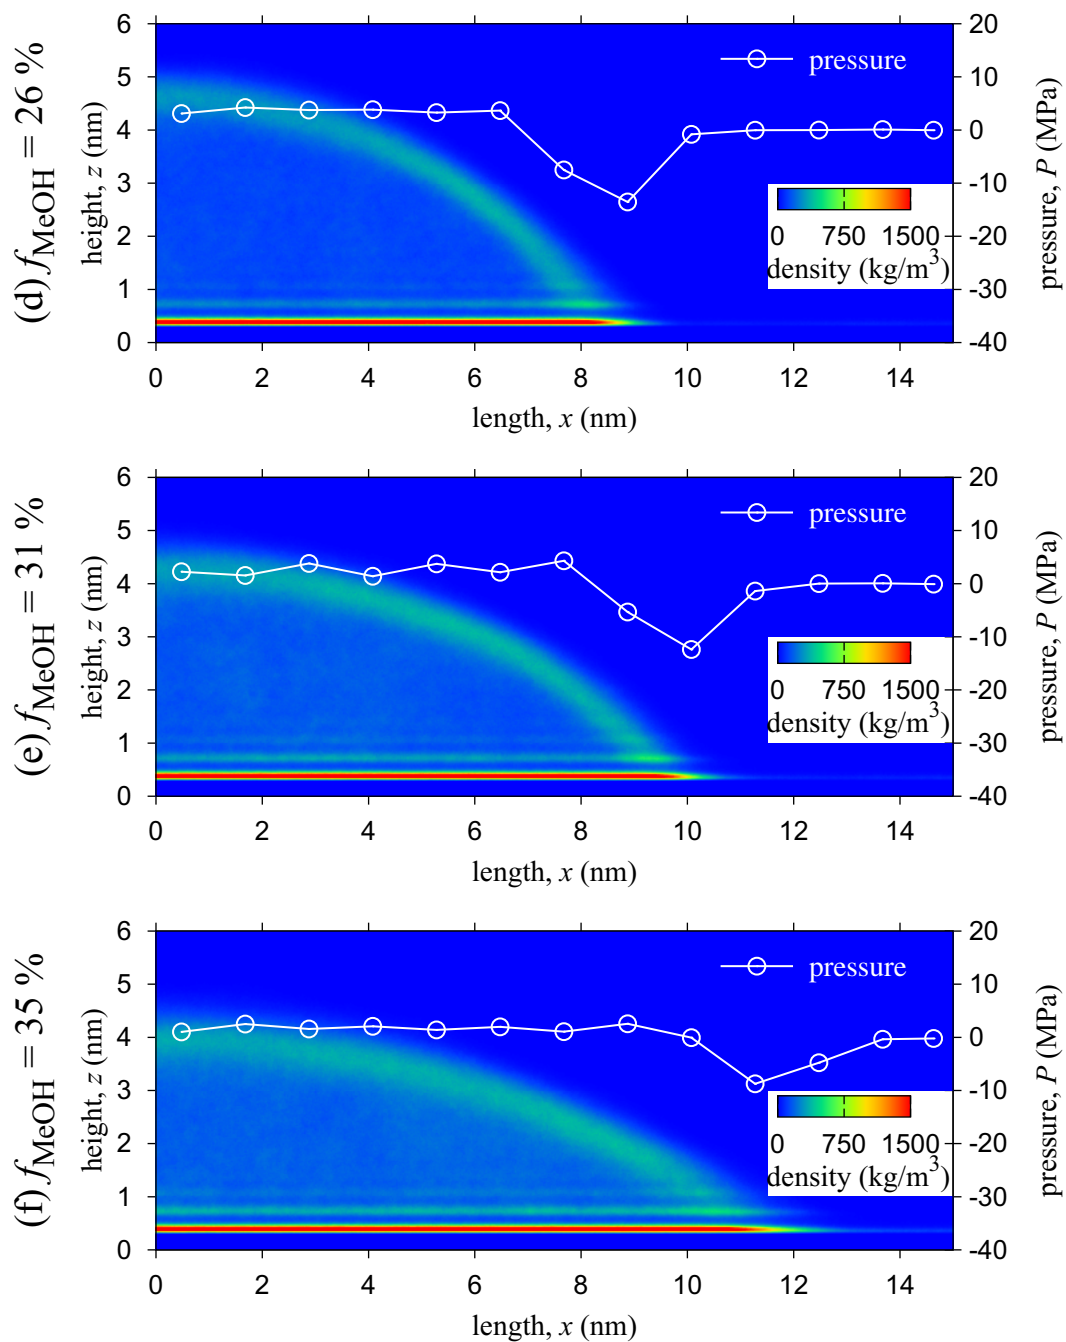 (d) fMeOH = 26 %
6
5
4
3
2
1
0
height, z (nm)
20
10
0
-10
-20
-30
-40
pressure, P (MPa)
pressure
0 750 1500
density (kg/m3)
0 2 4 6 8 10 12 14
length, x (nm)
(e) fMeOH = 31 %
6
5
4
3
2
1
0
height, z (nm)
20
10
0
-10
-20
-30
-40
pressure, P (MPa)
pressure
0 750 1500
density (kg/m3)
0 2 4 6 8 10 12 14
length, x (nm)
(f) fMeOH = 35 %
6
5
4
3
2
1
0
height, z (nm)
20
10
0
-10
-20
-30
-40
pressure, P (MPa)
pressure
0 750 1500
density (kg/m3)
0 2 4 6 8 10 12 14
length, x (nm)